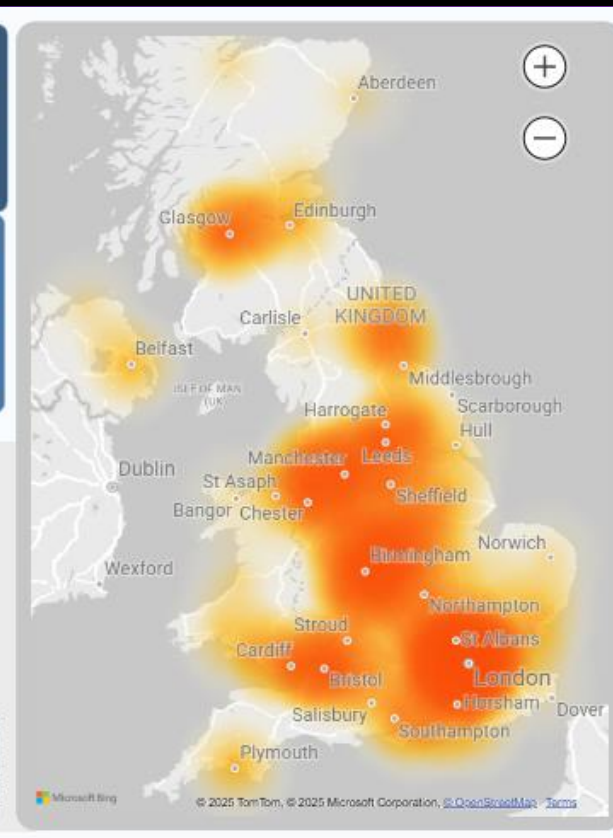 +
Aberdeen
−
Glasgow
Edinburgh
UNITED
KINGDOM
Carlisle
Belfast
Middlesbrough
ISLE OF MAN
(UK)
Harrogate
Scarborough
Hull
Manchester
Leeds
Dublin
St Asaph
Sheffield
Bangor
Chester
Norwich
Birmingham
Wexford
Northampton
Stroud
St Albans
Cardiff
London
Bristol
Horsham
Dover
Salisbury
Southampton
Plymouth
Microsoft Bing
© 2025 TomTom, © 2025 Microsoft Corporation, © OpenStreetMap Terms